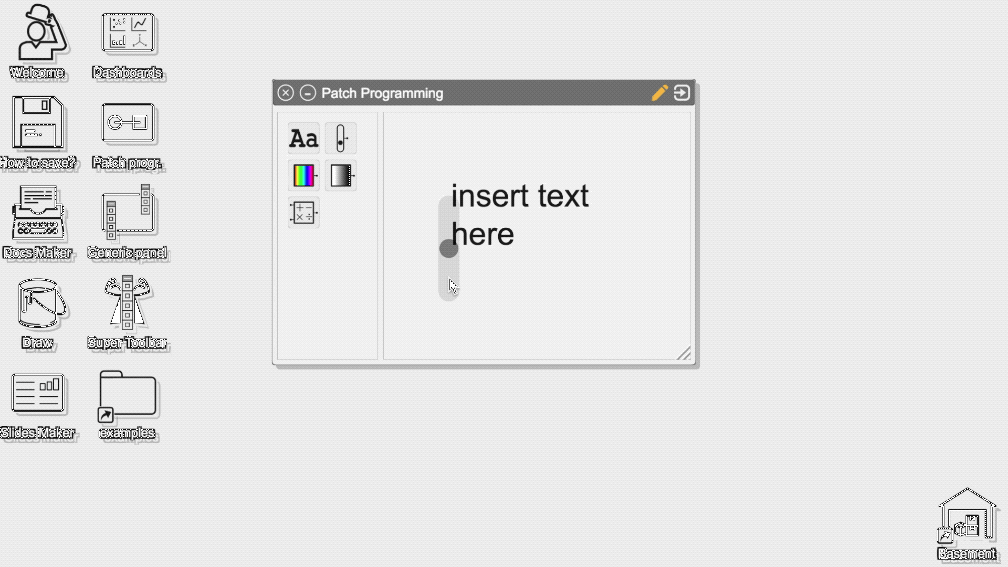 Welcome
Dashboards
How to save?
Patch progr.
Docs Maker
Generic panel
Draw
Super Toolbar
Slides Maker
examples
Patch Programming
Aa
insert text
here
Basement